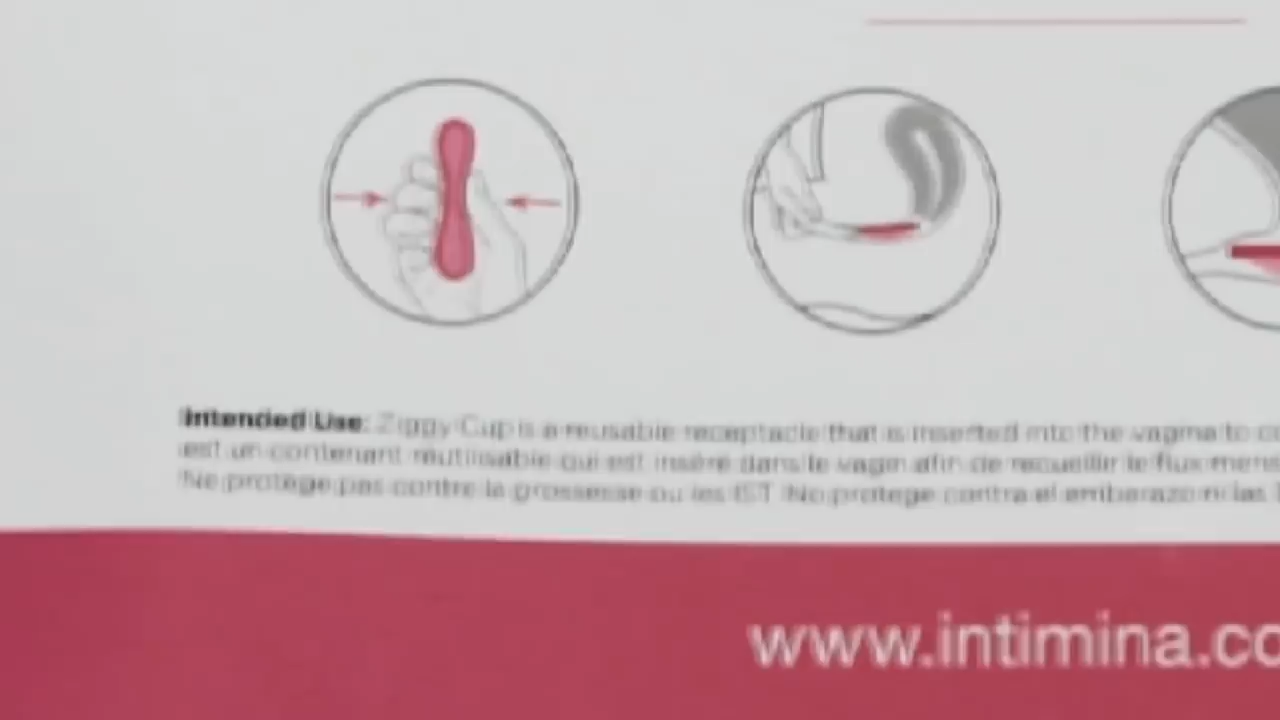 Intended Use: Ziggy Cup is a reusable receptacle that is inserted into the vagina to
est un contenant réutilisable qui est inséré dans le vagin afin de recueillir le flux
Ne protège pas contre la grossesse ou les IST No protege contra el embarazo ni las
www.intimina.co